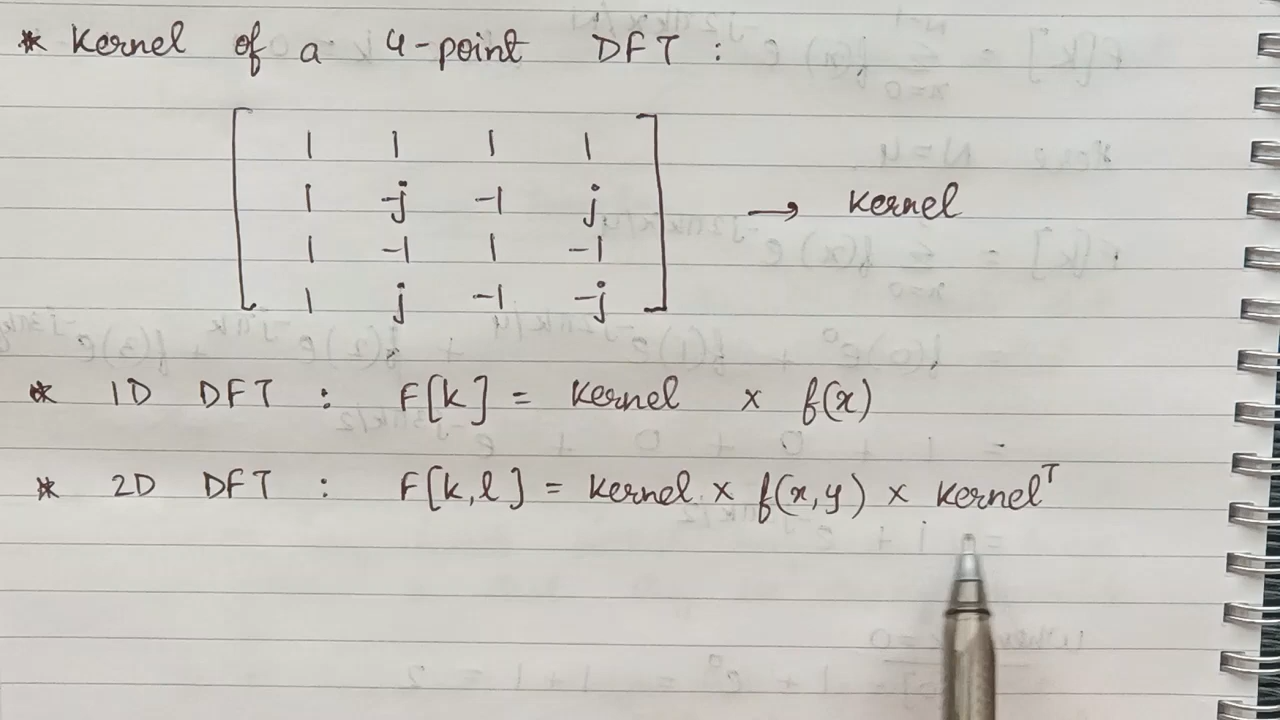 * Kernel of a 4-point DFT :
1 1 1 1
1 -j -1 j
1 -1 1 -1
1 j -1 -j
→ Kernel
* 1D DFT : F[k] = Kernel × f(x)
* 2D DFT : F[k,l] = Kernel × f(x,y) × Kernelᵀ